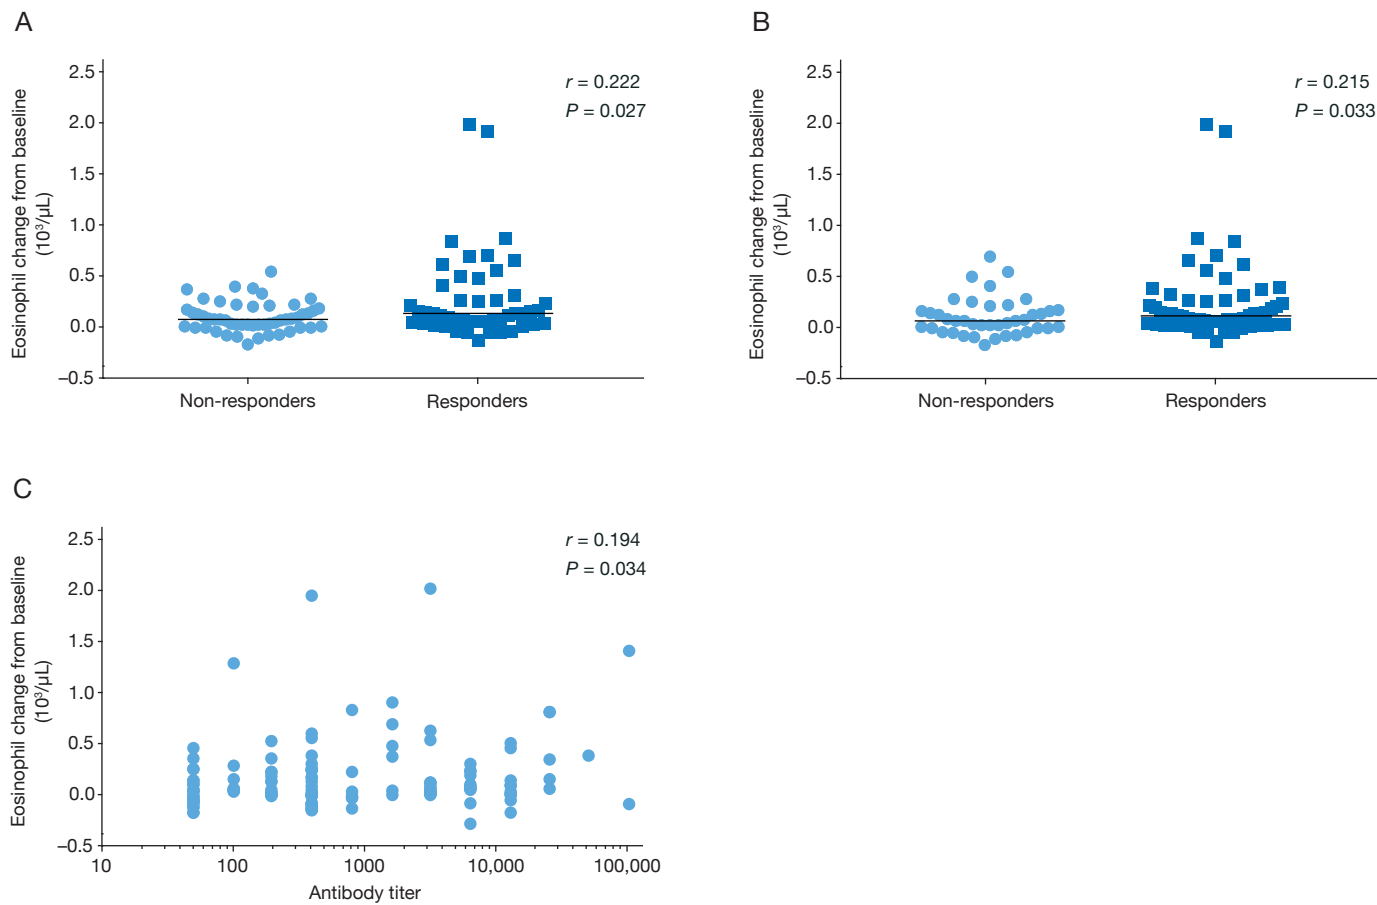 A
Eosinophil change from baseline
(10³/µL)
2.5
2.0
1.5
1.0
0.5
0.0
–0.5
r = 0.222
P = 0.027
Non-responders
Responders
B
Eosinophil change from baseline
(10³/µL)
2.5
2.0
1.5
1.0
0.5
0.0
–0.5
r = 0.215
P = 0.033
Non-responders
Responders
C
Eosinophil change from baseline
(10³/µL)
2.5
2.0
1.5
1.0
0.5
0.0
–0.5
r = 0.194
P = 0.034
10
100
1000
10,000
100,000
Antibody titer